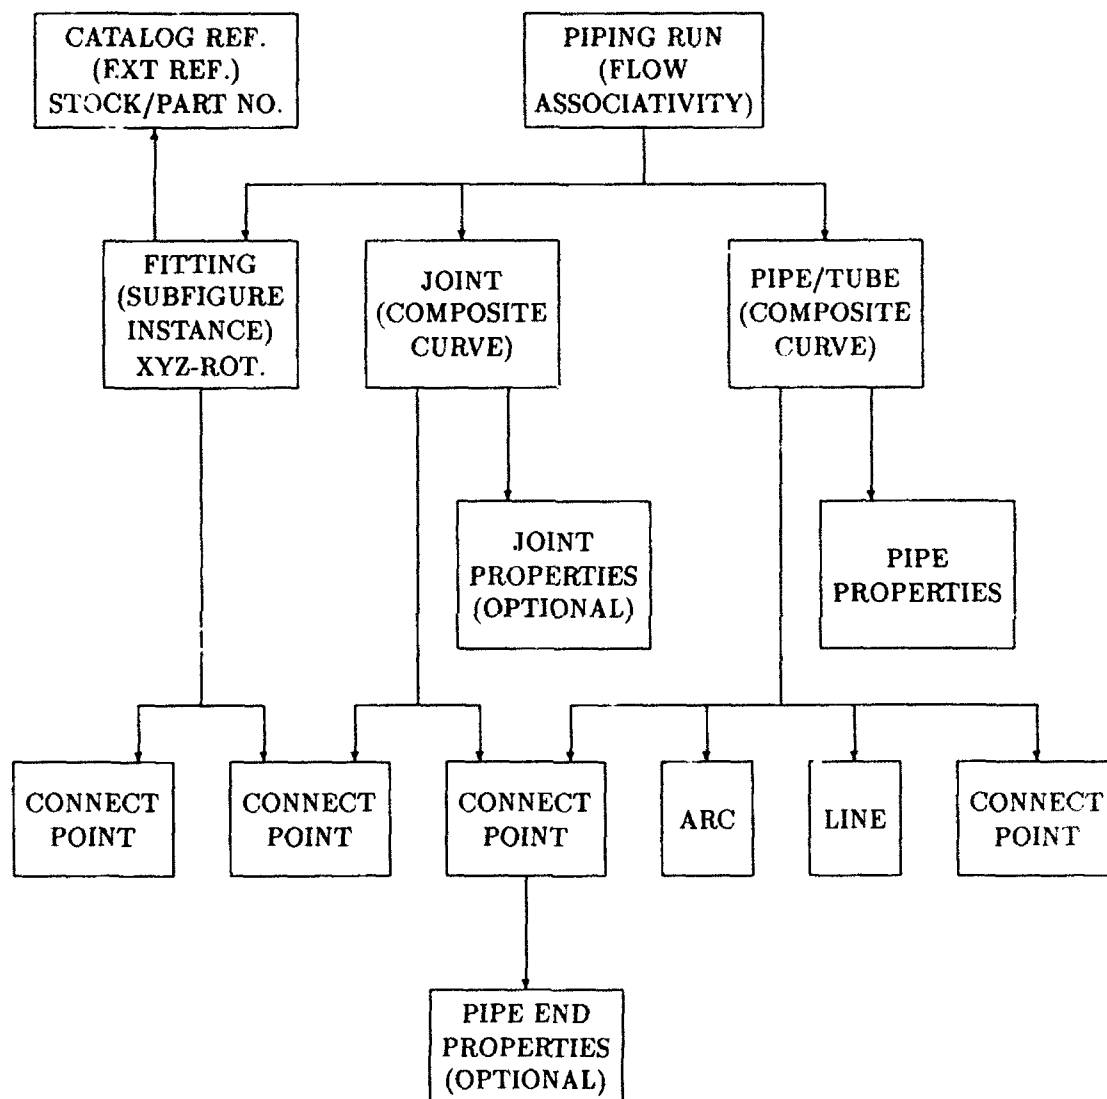 CATALOG REF.
(EXT REF.)
STOCK/PART NO.
PIPING RUN
(FLOW
ASSOCIATIVITY)
FITTING
(SUBFIGURE
INSTANCE)
XYZ-ROT.
JOINT
(COMPOSITE
CURVE)
PIPE/TUBE
(COMPOSITE
CURVE)
JOINT
PROPERTIES
(OPTIONAL)
PIPE
PROPERTIES
CONNECT
POINT
CONNECT
POINT
CONNECT
POINT
ARC
LINE
CONNECT
POINT
PIPE END
PROPERTIES
(OPTIONAL)